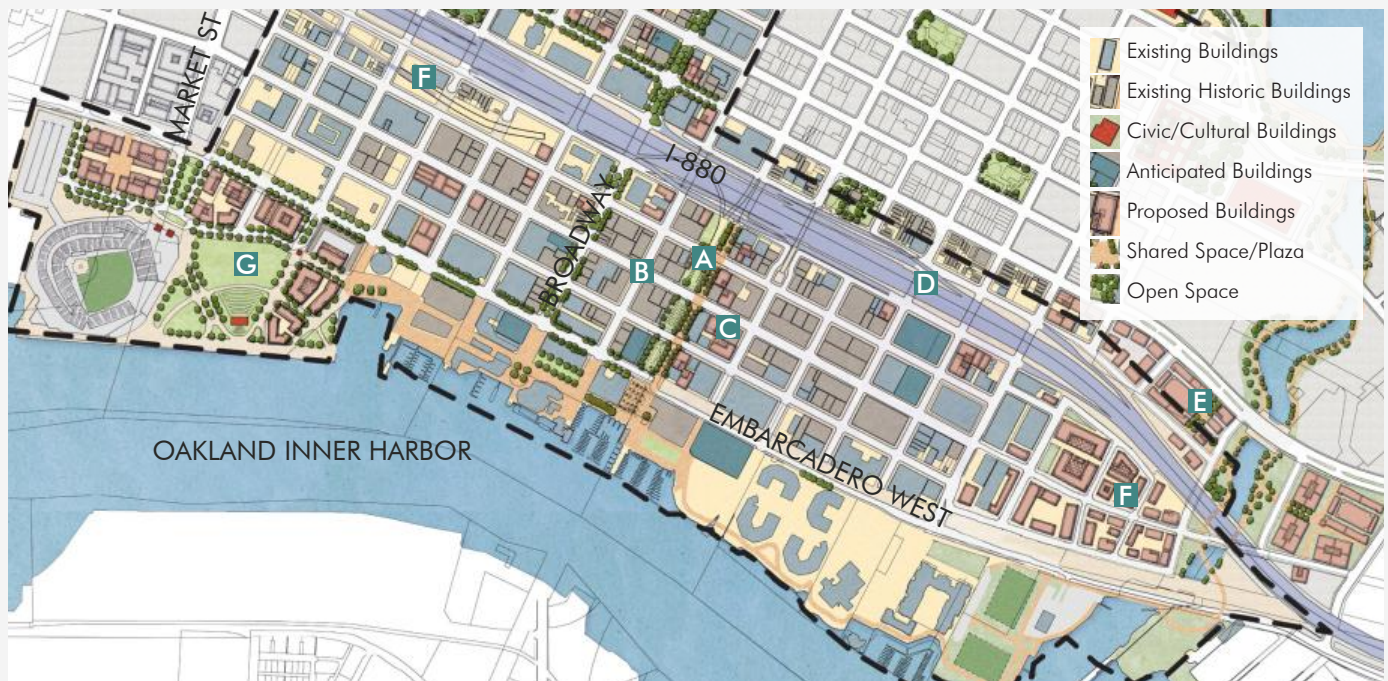 MARKET ST
F
I-880
BROADWAY
A
B
G
D
C
E
EMBARCADERO WEST
OAKLAND INNER HARBOR
F
Existing Buildings
Existing Historic Buildings
Civic/Cultural Buildings
Anticipated Buildings
Proposed Buildings
Shared Space/Plaza
Open Space